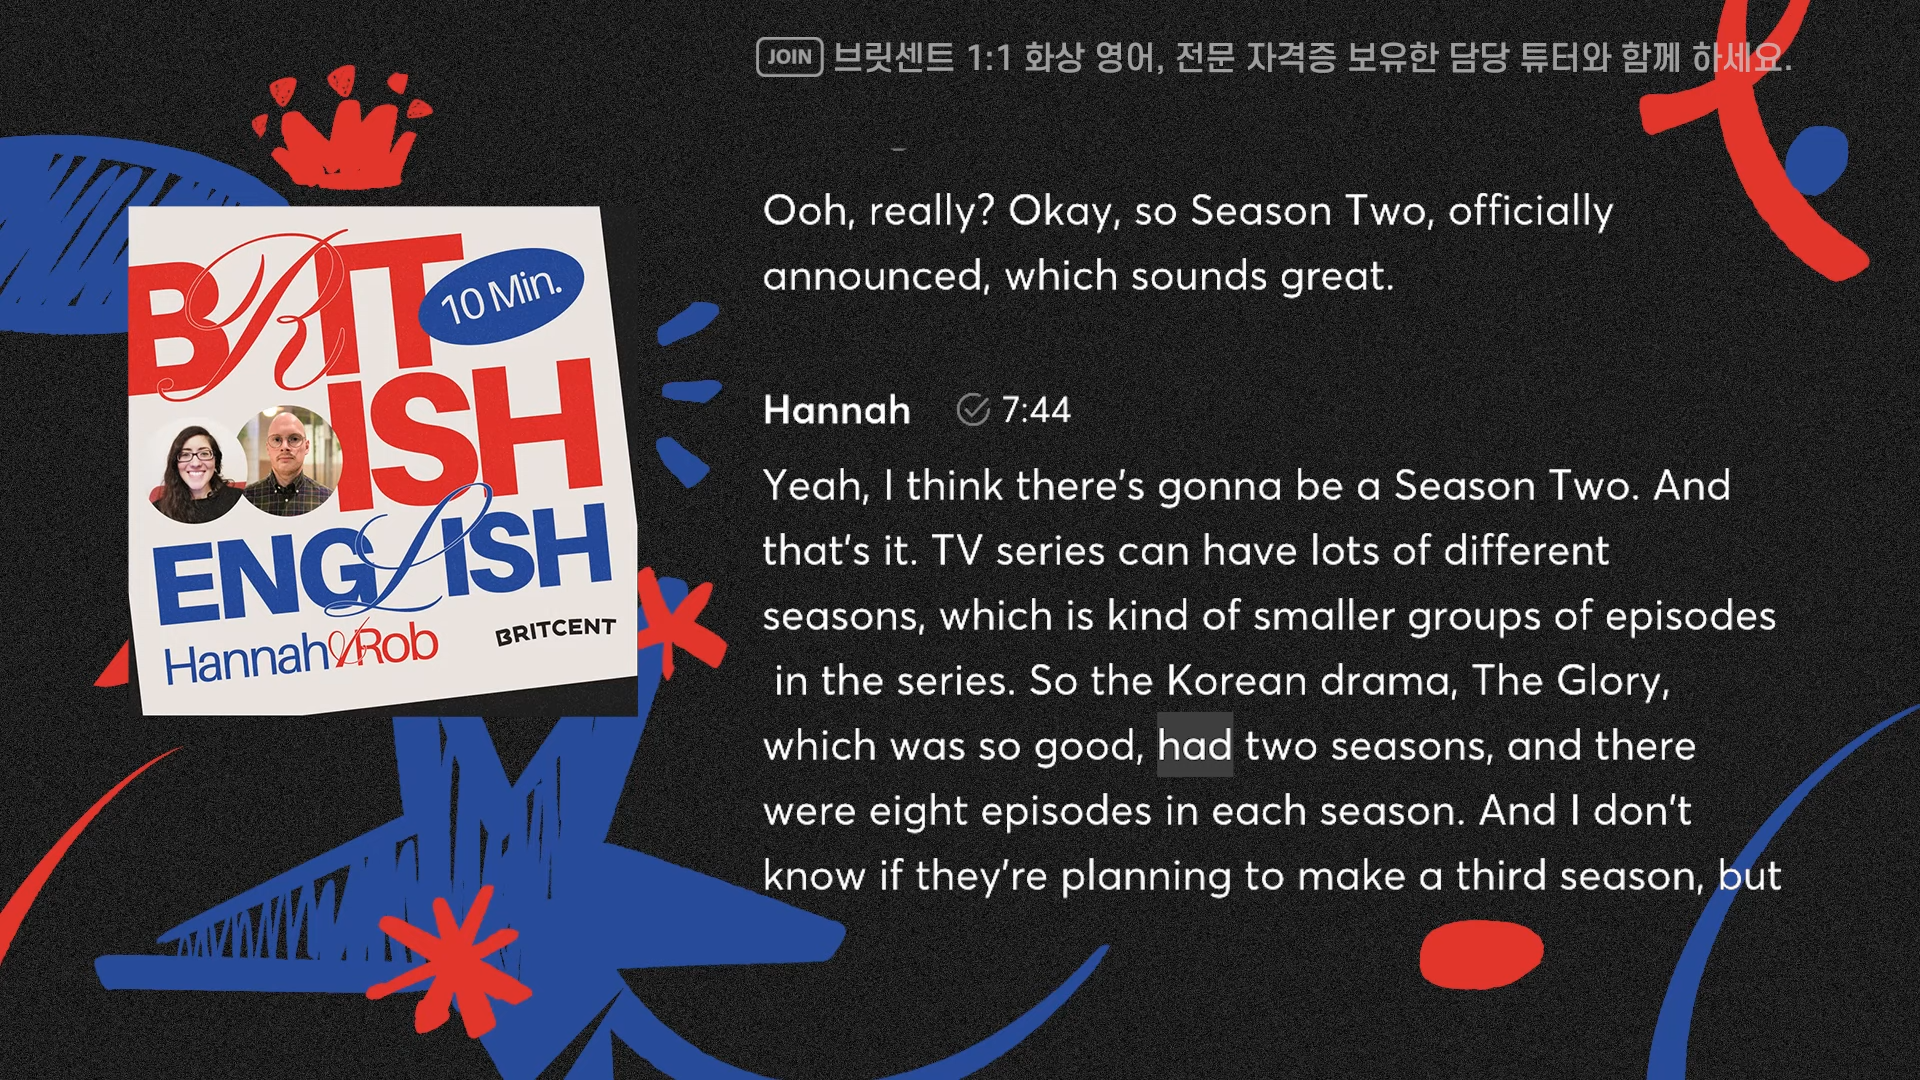 JOIN 브릿센트 1:1 화상 영어, 전문 자격증 보유한 담당 튜터와 함께 하세요.
BRITISH
10 Min.
ENGLISH
Hannah & Rob
BRITCENT
Ooh, really? Okay, so Season Two, officially
announced, which sounds great.
Hannah 7:44
Yeah, I think there's gonna be a Season Two. And
that's it. TV series can have lots of different
seasons, which is kind of smaller groups of episodes
in the series. So the Korean drama, The Glory,
which was so good, had two seasons, and there
were eight episodes in each season. And I don't
know if they're planning to make a third season, but